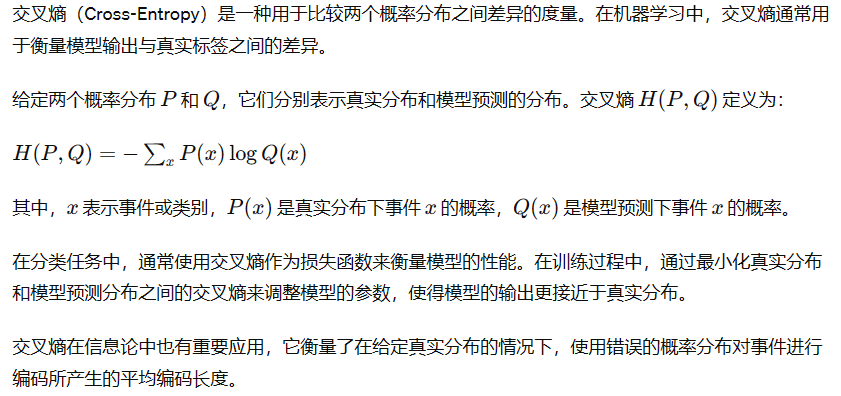 交叉熵（Cross-Entropy）是一种用于比较两个概率分布之间差异的度量。在机器学习中，交叉熵通常用
于衡量模型输出与真实标签之间的差异。
给定两个概率分布 P 和 Q，它们分别表示真实分布和模型预测的分布。交叉熵 H(P, Q) 定义为：
H(P, Q) = − ∑ₓ P(x) log Q(x)
其中，x 表示事件或类别，P(x) 是真实分布下事件 x 的概率，Q(x) 是模型预测下事件 x 的概率。
在分类任务中，通常使用交叉熵作为损失函数来衡量模型的性能。在训练过程中，通过最小化真实分布
和模型预测分布之间的交叉熵来调整模型的参数，使得模型的输出更接近于真实分布。
交叉熵在信息论中也有重要应用，它衡量了在给定真实分布的情况下，使用错误的概率分布对事件进行
编码所产生的平均编码长度。